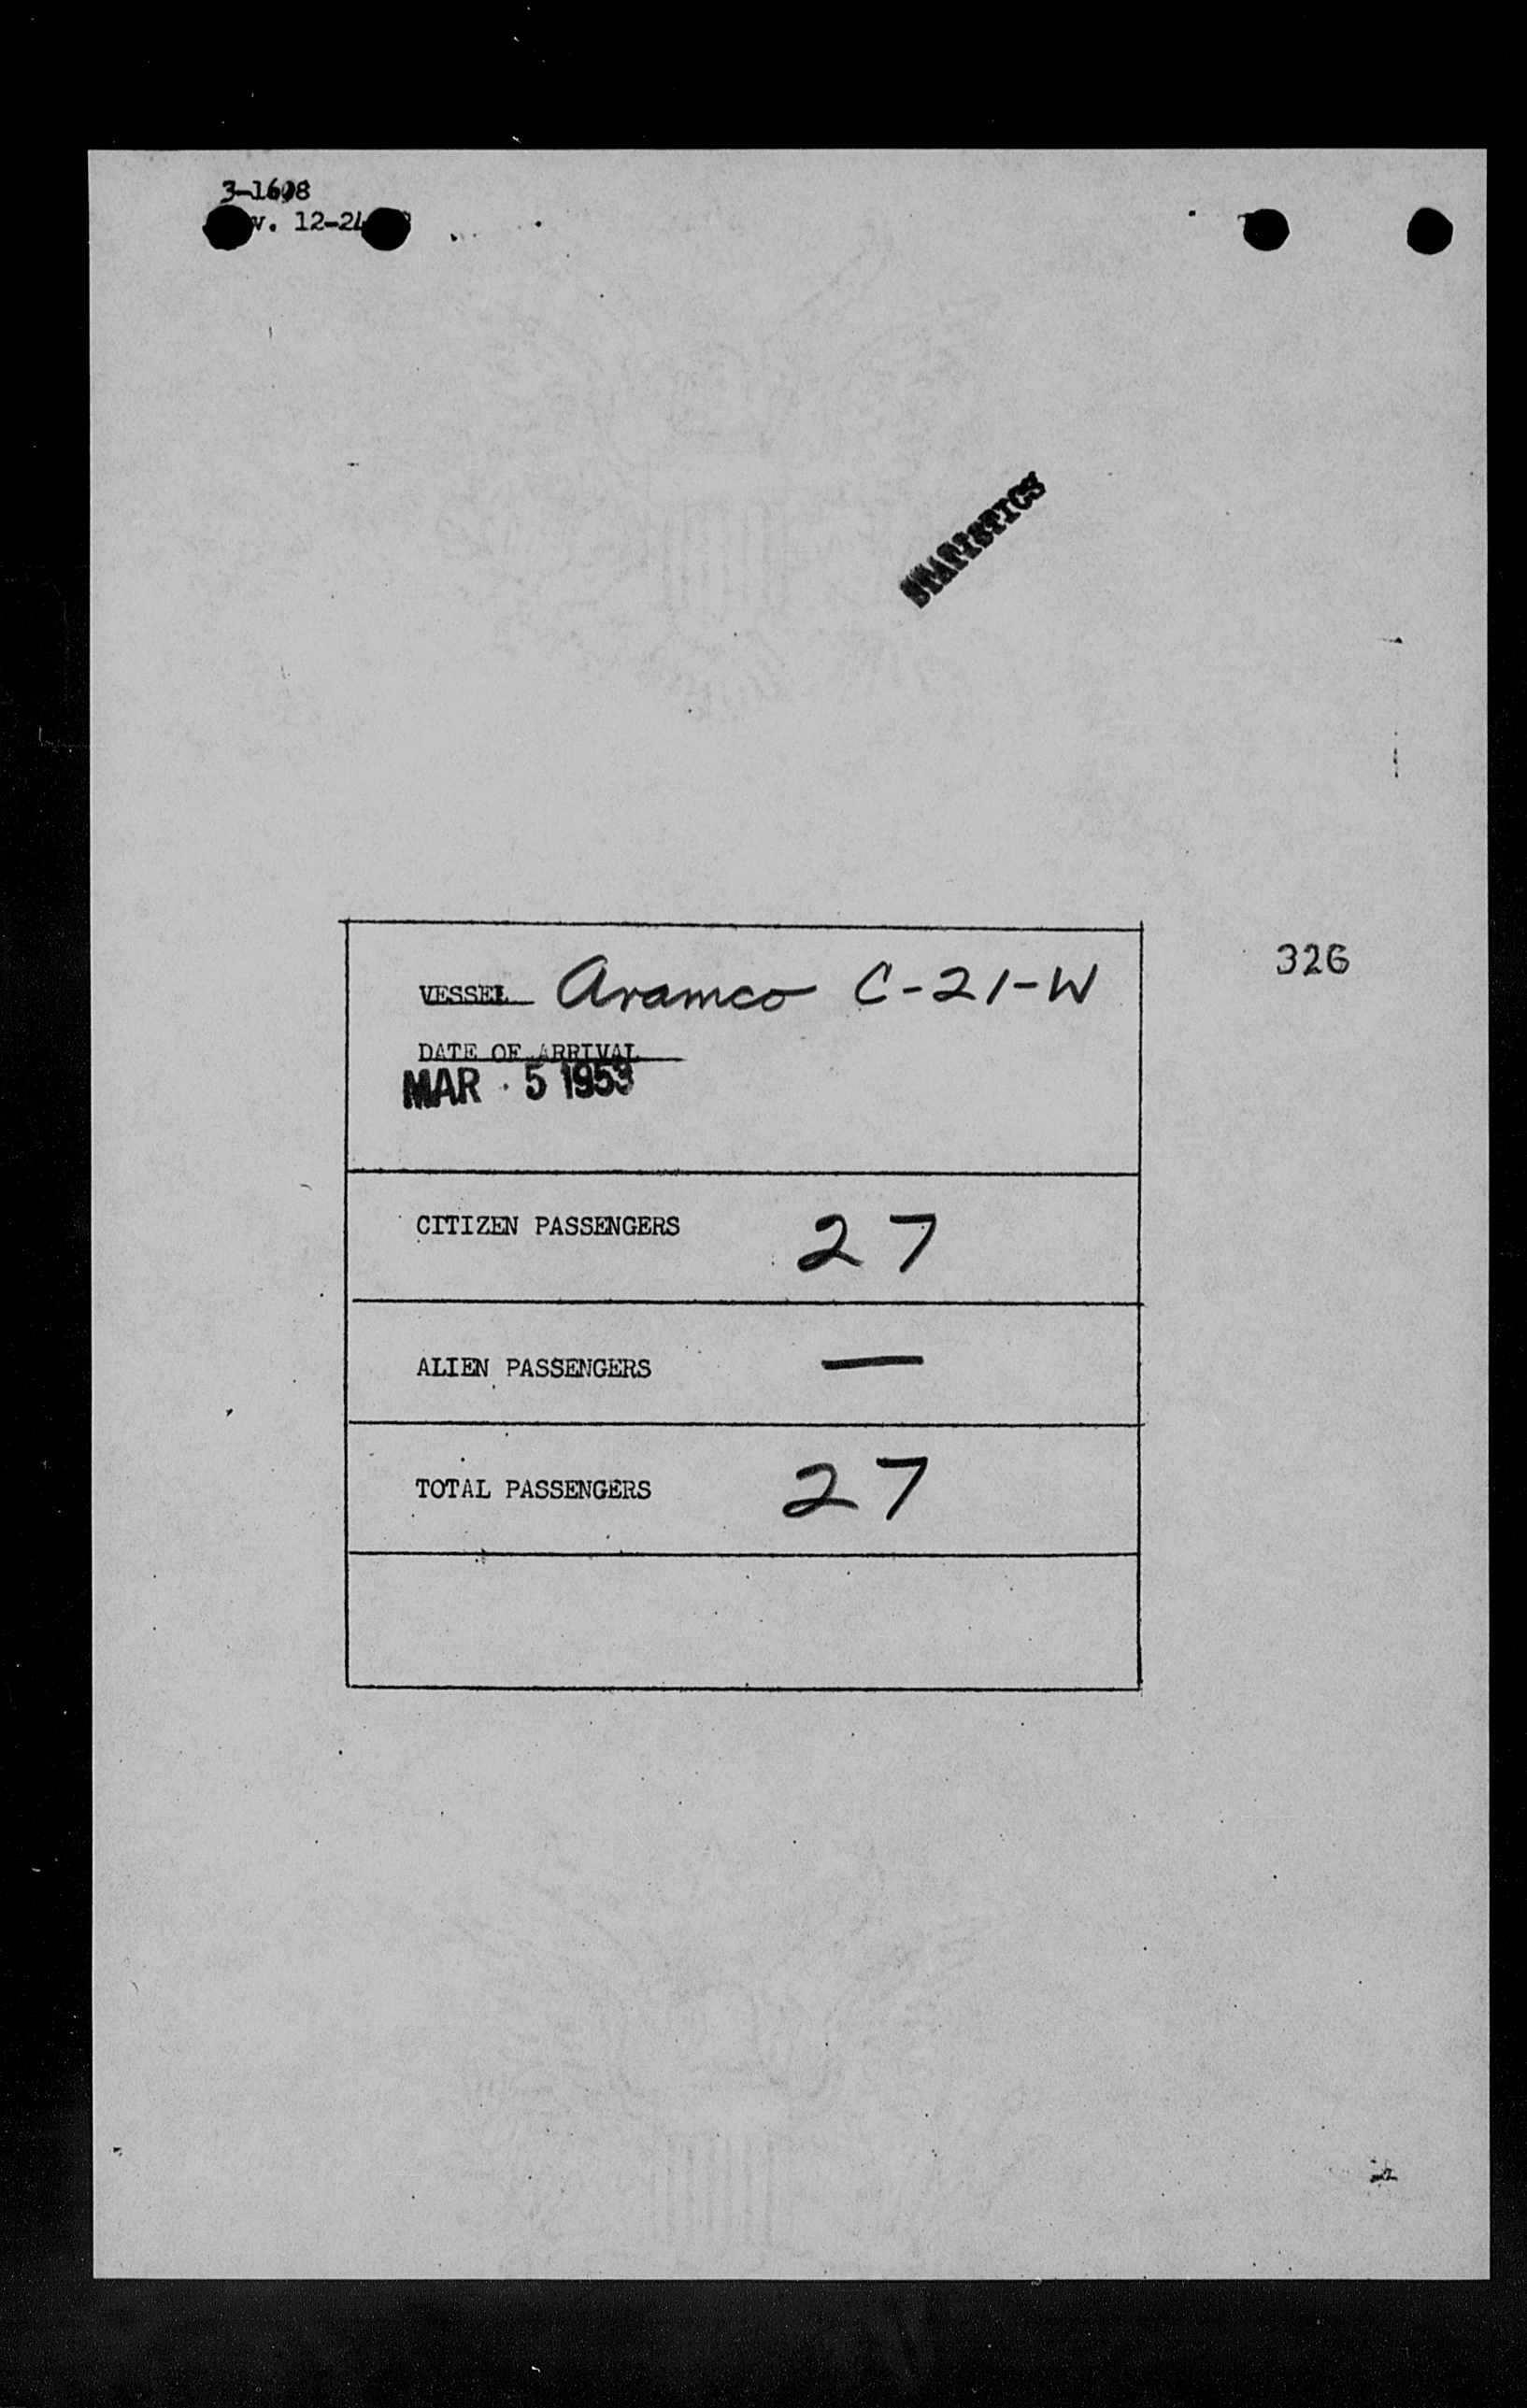 3-1608
v. 12-24
STATISTICS
326
VESSEL Aramco C-21-W
DATE OF ARRIVAL
MAR 5 1953
CITIZEN PASSENGERS 27
ALIEN PASSENGERS —
TOTAL PASSENGERS 27